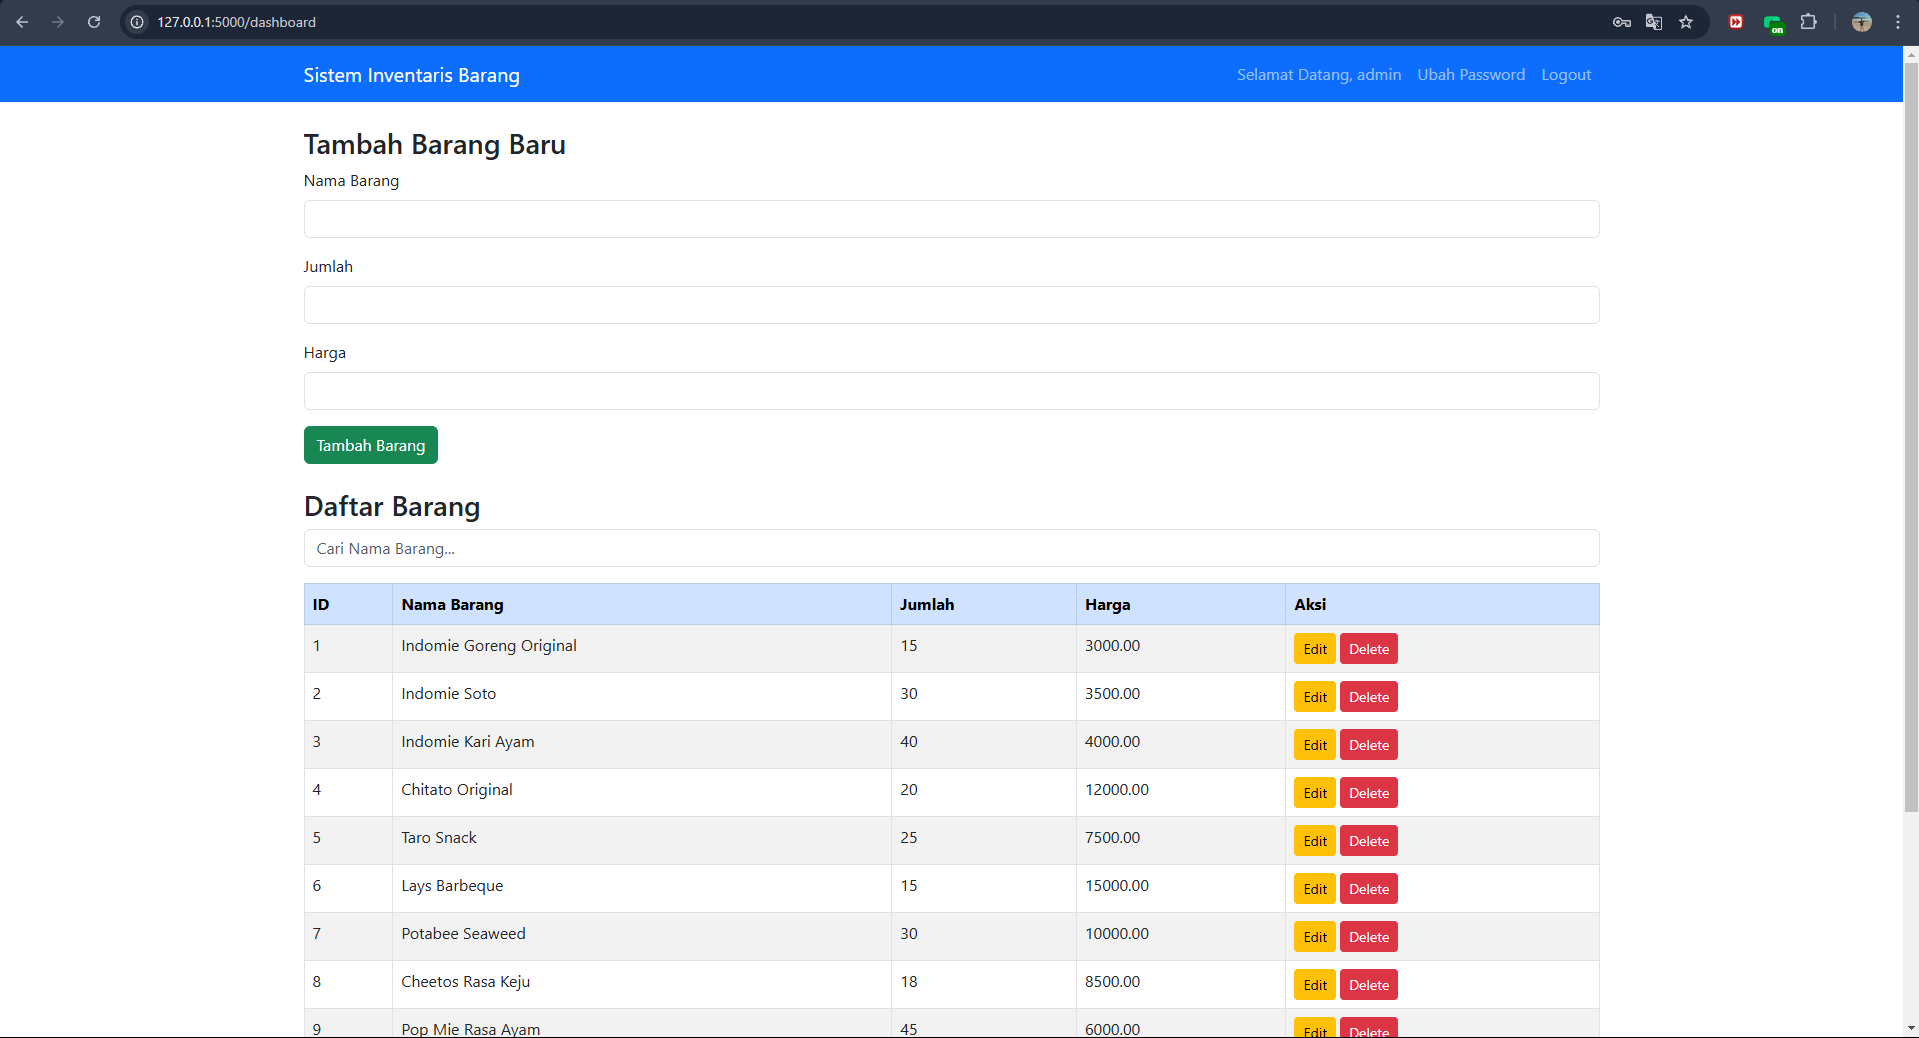 127.0.0.1:5000/dashboard
on
Sistem Inventaris Barang Selamat Datang, admin Ubah Password Logout
Tambah Barang Baru
Nama Barang
Jumlah
Harga
Tambah Barang
Daftar Barang
Cari Nama Barang...
ID Nama Barang Jumlah Harga Aksi
1 Indomie Goreng Original 15 3000.00 Edit Delete
2 Indomie Soto 30 3500.00 Edit Delete
3 Indomie Kari Ayam 40 4000.00 Edit Delete
4 Chitato Original 20 12000.00 Edit Delete
5 Taro Snack 25 7500.00 Edit Delete
6 Lays Barbeque 15 15000.00 Edit Delete
7 Potabee Seaweed 30 10000.00 Edit Delete
8 Cheetos Rasa Keju 18 8500.00 Edit Delete
9 Pop Mie Rasa Ayam 45 6000.00 Edit Delete